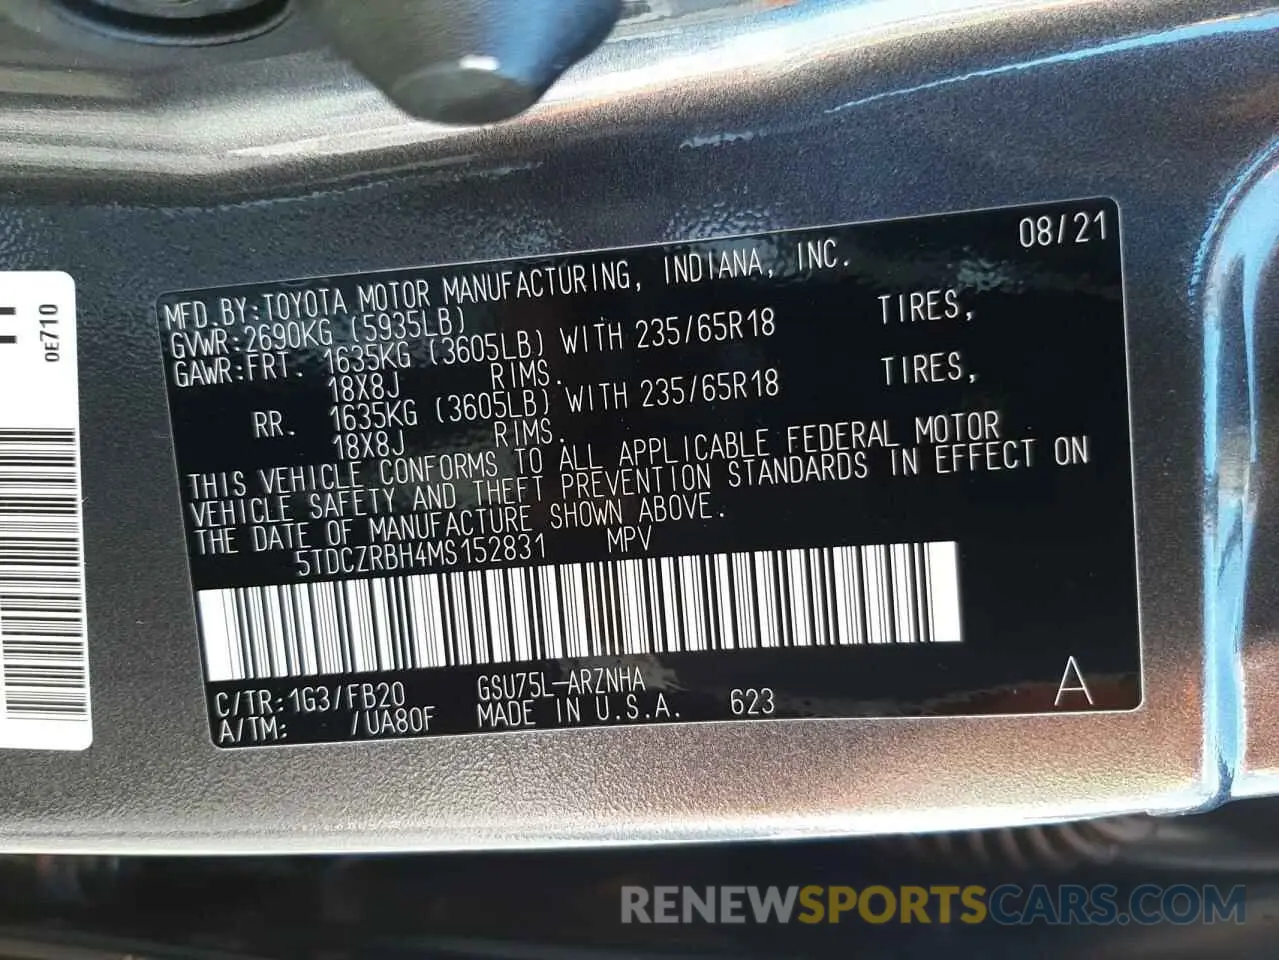 08/21
MFD. BY: TOYOTA MOTOR MANUFACTURING, INDIANA, INC.
GVWR: 2690KG (5935LB)
GAWR: FRT. 1635KG (3605LB) WITH 235/65R18 TIRES,
18X8J RIMS.
RR. 1635KG (3605LB) WITH 235/65R18 TIRES,
18X8J RIMS.
THIS VEHICLE CONFORMS TO ALL APPLICABLE FEDERAL MOTOR
VEHICLE SAFETY AND THEFT PREVENTION STANDARDS IN EFFECT ON
THE DATE OF MANUFACTURE SHOWN ABOVE.
5TDCZRBH4MS152831 MPV
C/TR: 1G3/FB20 GSU75L-ARZNHA
A/TM: /UA80F MADE IN U.S.A. 623
A
0E710
RENEWSPORTSCARS.COM